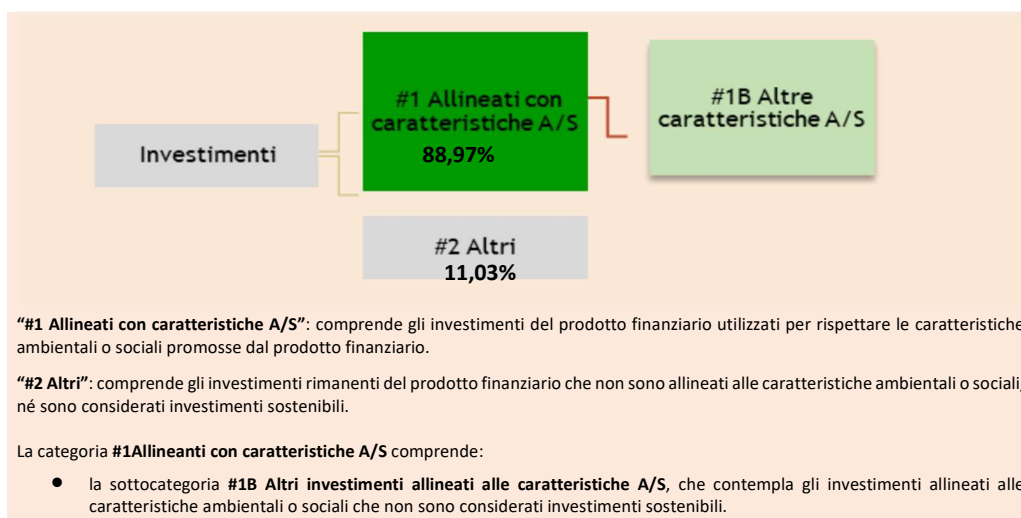 #1 Allineati con
caratteristiche A/S
88,97%
#1B Altre
caratteristiche A/S
Investimenti
#2 Altri
11,03%
“#1 Allineati con caratteristiche A/S”: comprende gli investimenti del prodotto finanziario utilizzati per rispettare le caratteristiche
ambientali o sociali promosse dal prodotto finanziario.
“#2 Altri”: comprende gli investimenti rimanenti del prodotto finanziario che non sono allineati alle caratteristiche ambientali o sociali,
né sono considerati investimenti sostenibili.
La categoria #1Allineanti con caratteristiche A/S comprende:
● la sottocategoria #1B Altri investimenti allineati alle caratteristiche A/S, che contempla gli investimenti allineati alle
caratteristiche ambientali o sociali che non sono considerati investimenti sostenibili.